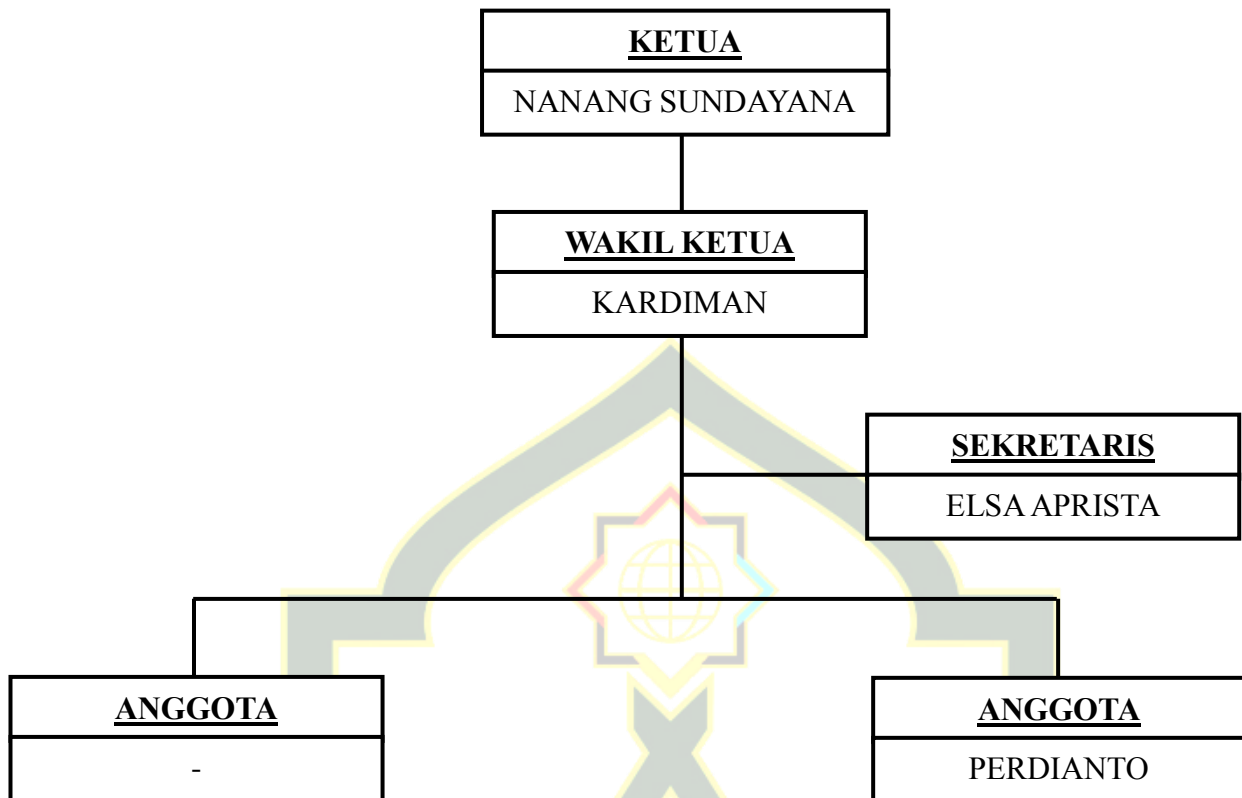 KETUA
NANANG SUNDAYANA
WAKIL KETUA
KARDIMAN
SEKRETARIS
ELSA APRISTA
ANGGOTA
-
ANGGOTA
PERDIANTO